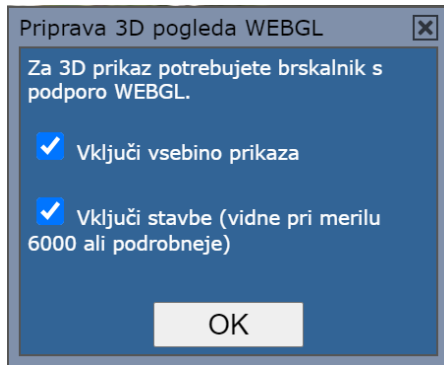 Priprava 3D pogleda WEBGL
Za 3D prikaz potrebujete brskalnik s
podporo WEBGL.
Vključi vsebino prikaza
Vključi stavbe (vidne pri merilu
6000 ali podrobneje)
OK